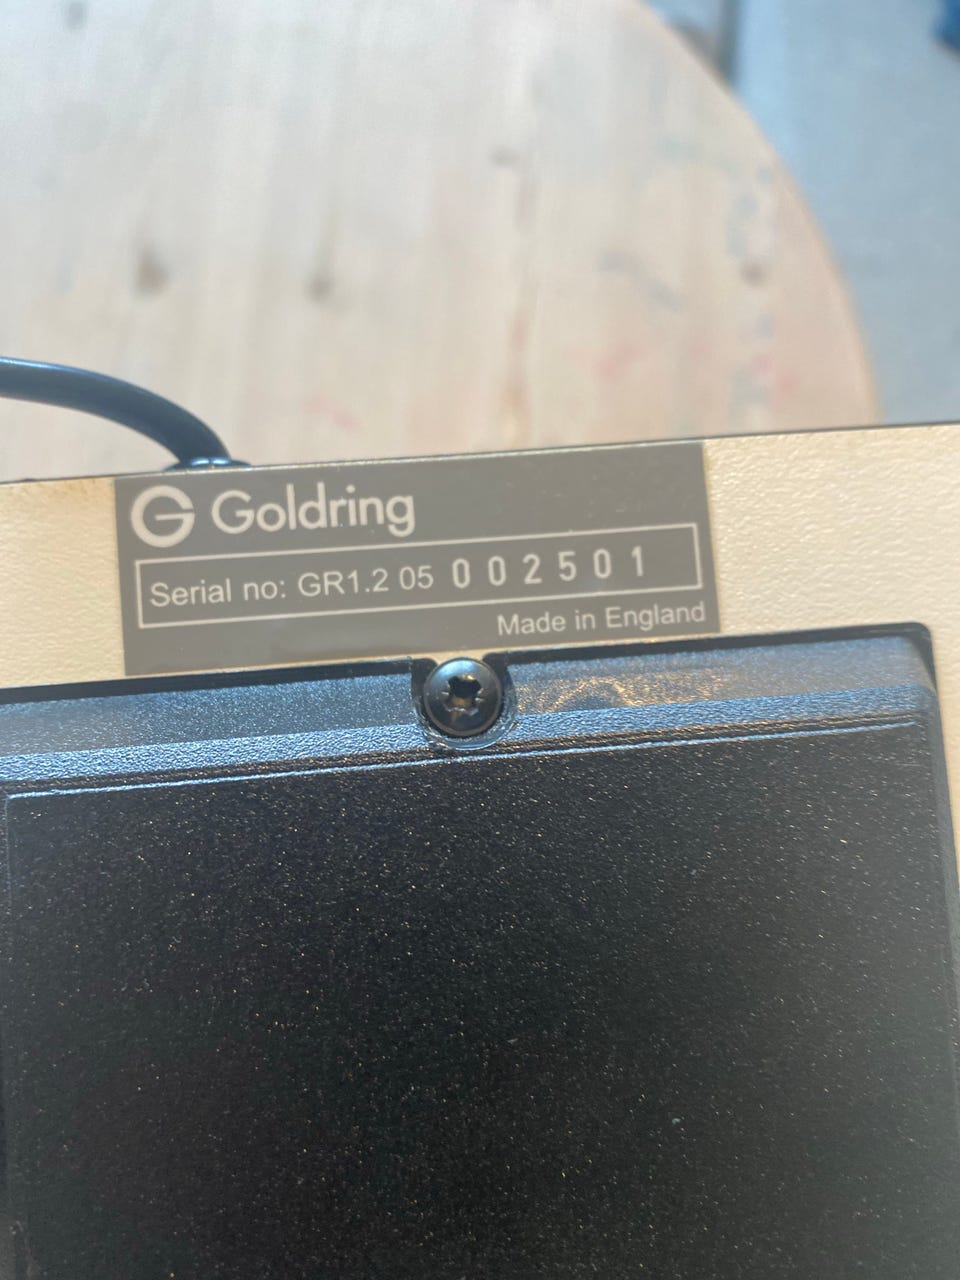 Goldring
Serial no: GR1.2 05 002501
Made in England